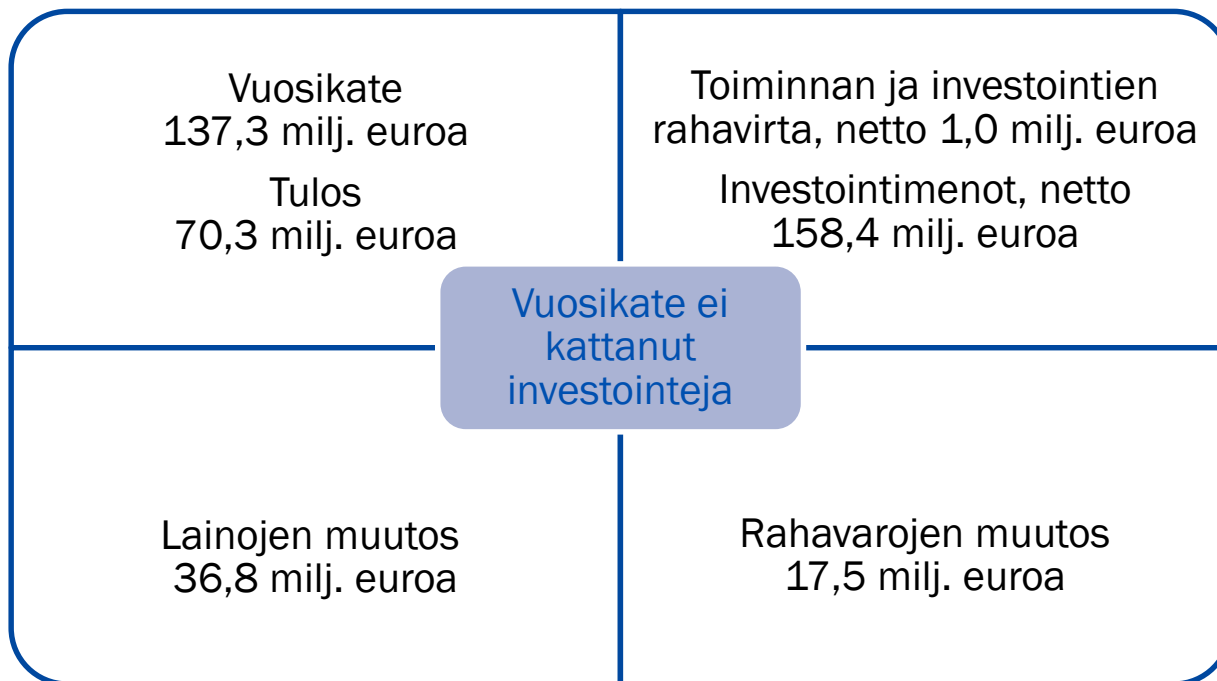 Vuosikate
137,3 milj. euroa
Tulos
70,3 milj. euroa
Toiminnan ja investointien
rahavirta, netto 1,0 milj. euroa
Investointimenot, netto
158,4 milj. euroa
Vuosikate ei
kattanut
investointeja
Lainojen muutos
36,8 milj. euroa
Rahavarojen muutos
17,5 milj. euroa